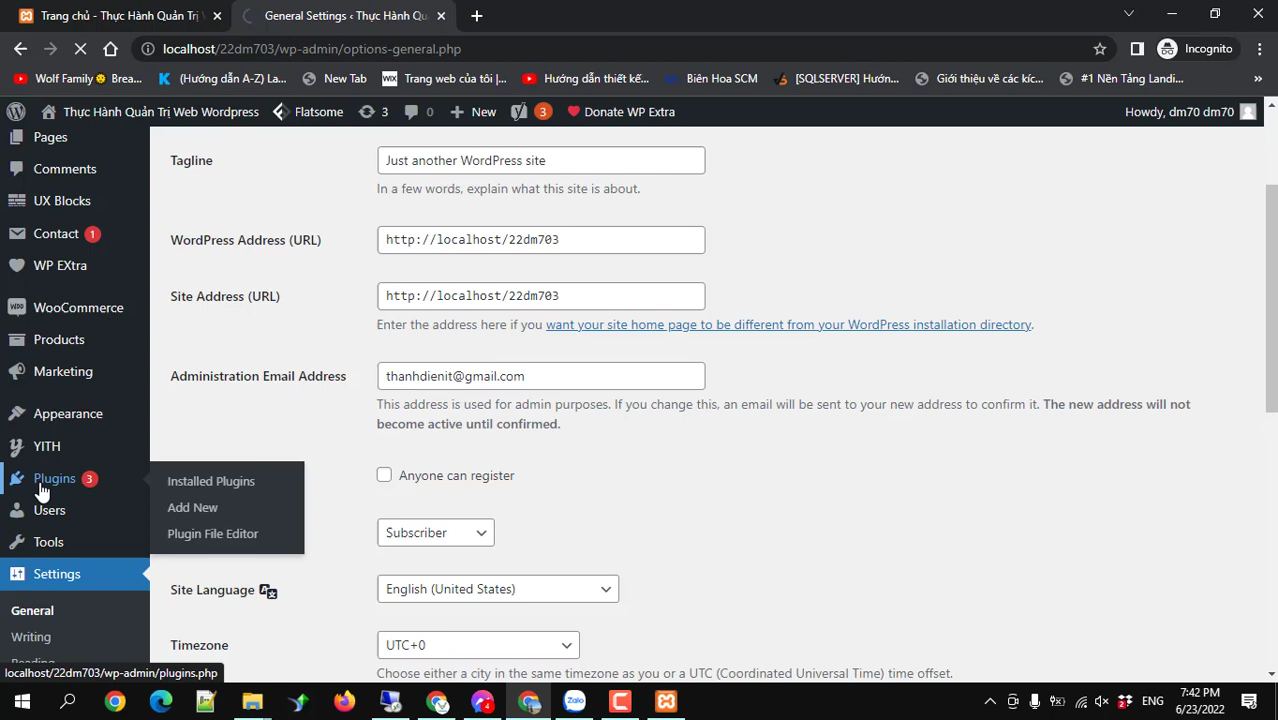 Trang chủ - Thực Hành Quản Trị V
General Settings ‹ Thực Hành Qu
localhost/22dm703/wp-admin/options-general.php
Incognito
Wolf Family😘 Brea...
(Hướng dẫn A-Z) La...
New Tab
WIX
Trang web của tôi |...
Hướng dẫn thiết kế...
Biên Hòa SCM
[SQLSERVER] Hướn...
Giới thiệu về các kíc...
#1 Nền Tảng Landi...
»
Thực Hành Quản Trị Web Wordpress
Flatsome
3
0
New
3
Donate WP Extra
Howdy, dm70 dm70
Pages
Comments
UX Blocks
Contact 1
WP EXtra
WooCommerce
Products
Marketing
Appearance
YITH
Plugins 3
Users
Tools
Settings
General
Writing
Reading
Installed Plugins
Add New
Plugin File Editor
Tagline
Just another WordPress site
In a few words, explain what this site is about.
WordPress Address (URL)
http://localhost/22dm703
Site Address (URL)
http://localhost/22dm703
Enter the address here if you want your site home page to be different from your WordPress installation directory.
Administration Email Address
thanhdienit@gmail.com
This address is used for admin purposes. If you change this, an email will be sent to your new address to confirm it. The new address will not
become active until confirmed.
Anyone can register
Subscriber
Site Language
English (United States)
Timezone
UTC+0
Choose either a city in the same timezone as you or a UTC (Coordinated Universal Time) time offset.
localhost/22dm703/wp-admin/plugins.php
4
Zalo
ENG
2
7:42 PM
6/23/2022